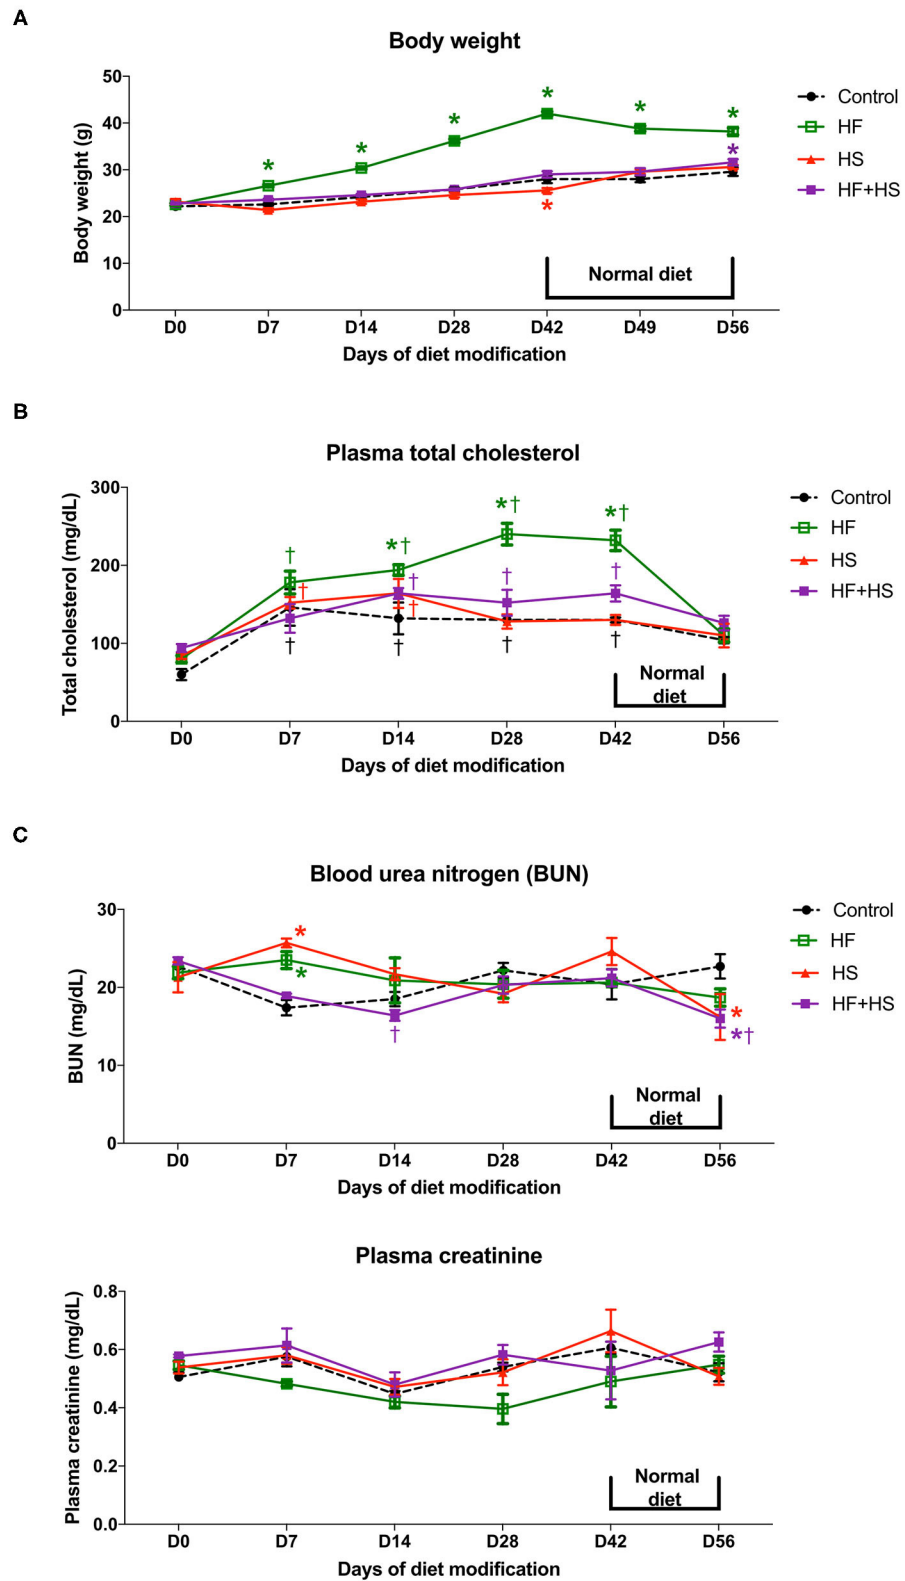 A
Body weight
50
40
30
20
10
0
Body weight (g)
* * * * * *
*
*
Normal diet
D0 D7 D14 D28 D42 D49 D56
Days of diet modification
Control
HF
HS
HF+HS
B
Plasma total cholesterol
300
200
100
0
Total cholesterol (mg/dL)
† *† *† *†
† † † † †
† † † †
Normal
diet
D0 D7 D14 D28 D42 D56
Days of diet modification
Control
HF
HS
HF+HS
C
Blood urea nitrogen (BUN)
30
20
10
0
BUN (mg/dL)
*
*
†
*
*†
Normal
diet
D0 D7 D14 D28 D42 D56
Days of diet modification
Control
HF
HS
HF+HS
Plasma creatinine
0.8
0.6
0.4
0.2
0.0
Plasma creatinine (mg/dL)
Normal
diet
D0 D7 D14 D28 D42 D56
Days of diet modification